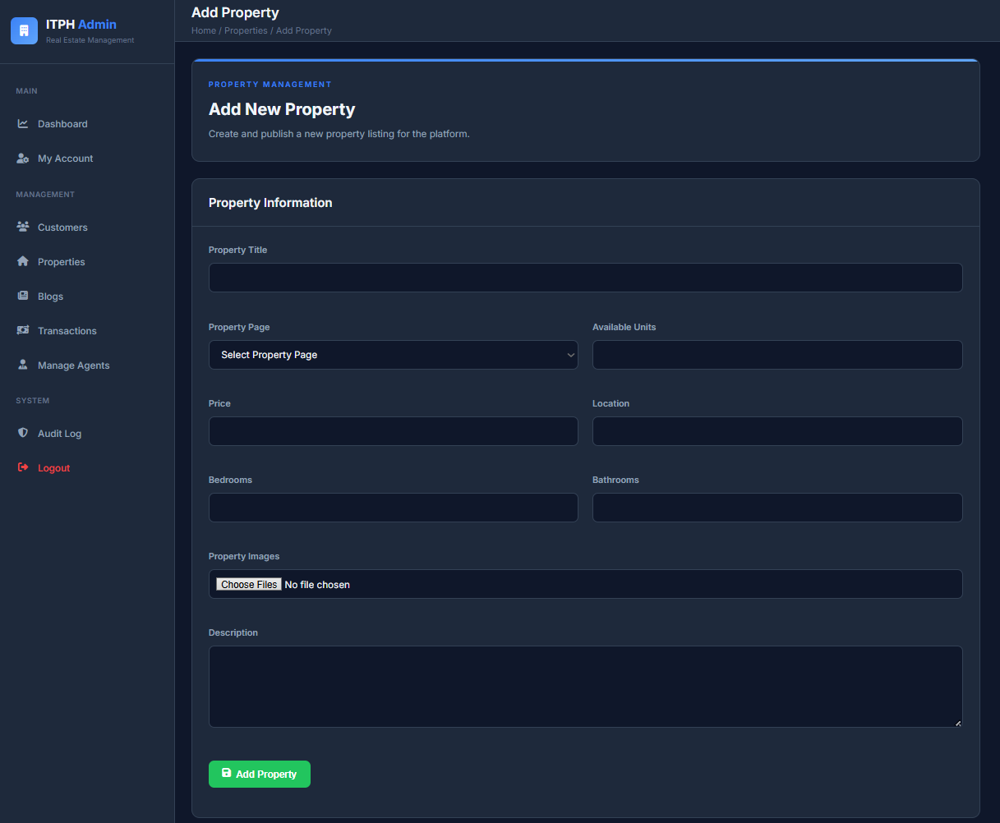 ITPH Admin
Real Estate Management
MAIN
Dashboard
My Account
MANAGEMENT
Customers
Properties
Blogs
Transactions
Manage Agents
SYSTEM
Audit Log
Logout
Add Property
Home / Properties / Add Property
PROPERTY MANAGEMENT
Add New Property
Create and publish a new property listing for the platform.
Property Information
Property Title
Property Page
Available Units
Select Property Page
Price
Location
Bedrooms
Bathrooms
Property Images
Choose Files No file chosen
Description
Add Property